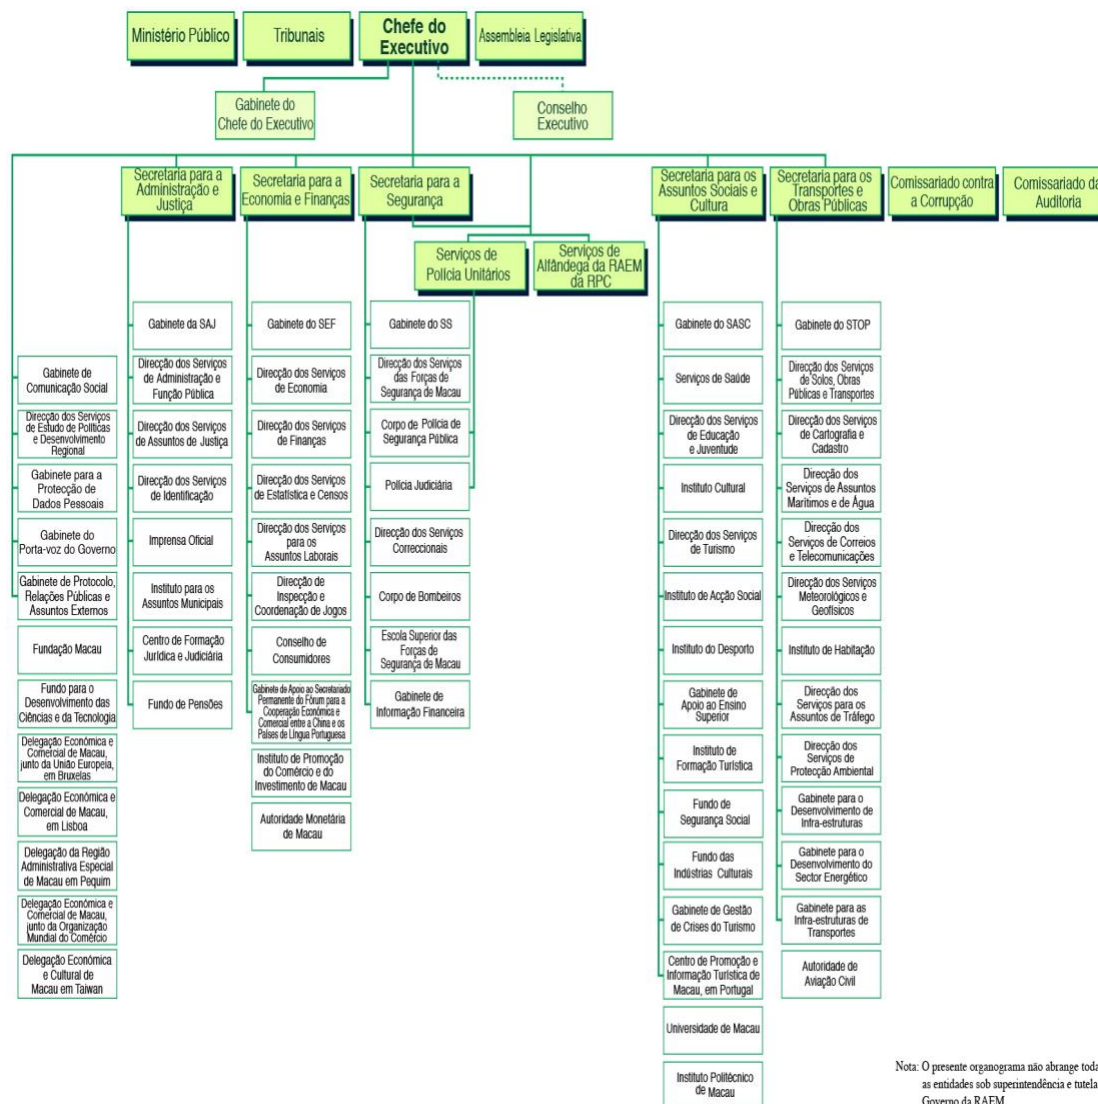 Ministério Público
Tribunais
Chefe do
Executivo
Assembleia Legislativa
Gabinete do
Chefe do Executivo
Conselho
Executivo
Secretaria para a
Administração e
Justiça
Secretaria para a
Economia e Finanças
Secretaria para a
Segurança
Secretaria para os
Assuntos Sociais e
Cultura
Secretaria para os
Transportes e
Obras Públicas
Comissariado contra
a Corrupção
Comissariado da
Auditoria
Serviços de
Polícia Unitários
Serviços de
Alfândega da RAEM
da RPC
Gabinete de
Comunicação Social
Direcção dos Serviços
de Estudo de Políticas
e Desenvolvimento
Regional
Gabinete para a
Protecção de
Dados Pessoais
Gabinete do
Porta-voz do Governo
Gabinete de Protocolo,
Relações Públicas e
Assuntos Externos
Fundação Macau
Fundo para o
Desenvolvimento das
Ciências e da Tecnologia
Delegação Económica e
Comercial de Macau,
junto da União Europeia,
em Bruxelas
Delegação Económica e
Comercial de Macau,
em Lisboa
Delegação da Região
Administrativa Especial
de Macau em Pequim
Delegação Económica e
Comercial de Macau,
junto da Organização
Mundial do Comércio
Delegação Económica
e Cultural de
Macau em Taiwan
Gabinete da SAJ
Direcção dos Serviços
de Administração e
Função Pública
Direcção dos Serviços
de Assuntos de Justiça
Direcção dos Serviços
de Identificação
Imprensa Oficial
Instituto para os
Assuntos Municipais
Centro de Formação
Jurídica e Judiciária
Fundo de Pensões
Gabinete do SEF
Direcção dos Serviços
de Economia
Direcção dos Serviços
de Finanças
Direcção dos Serviços
de Estatística e Censos
Direcção dos Serviços
para os
Assuntos Laborais
Direcção de
Inspecção e
Coordenação de Jogos
Conselho de
Consumidores
Gabinete de Apoio ao Secretariado
Permanente do Fórum para a
Cooperação Económica e
Comercial entre a China e os
Países de Língua Portuguesa
Instituto de Promoção
do Comércio e do
Investimento de Macau
Autoridade Monetária
de Macau
Gabinete do SS
Direcção dos Serviços
das Forças de
Segurança de Macau
Corpo de Polícia de
Segurança Pública
Polícia Judiciária
Direcção dos Serviços
Correccionais
Corpo de Bombeiros
Escola Superior das
Forças de
Segurança de Macau
Gabinete de
Informação Financeira
Gabinete do SASC
Serviços de Saúde
Direcção dos Serviços
de Educação
e Juventude
Instituto Cultural
Direcção dos Serviços
de Turismo
Instituto de Acção Social
Instituto do Desporto
Gabinete de
Apoio ao Ensino
Superior
Instituto de
Formação Turística
Fundo de
Segurança Social
Fundo das
Indústrias Culturais
Gabinete de Gestão
de Crises do Turismo
Centro de Promoção e
Informação Turística de
Macau, em Portugal
Universidade de Macau
Instituto Politécnico
de Macau
Gabinete do STOP
Direcção dos Serviços
de Solos, Obras
Públicas e Transportes
Direcção dos Serviços
de Cartografia e
Cadastro
Direcção dos
Serviços de Assuntos
Marítimos e de Água
Direcção dos
Serviços de Correios
e Telecomunicações
Direcção dos Serviços
Meteorológicos e
Geofísicos
Instituto de Habitação
Direcção dos
Serviços para os
Assuntos de Tráfego
Direcção dos
Serviços de
Protecção Ambiental
Gabinete para o
Desenvolvimento de
Infra-estruturas
Gabinete para o
Desenvolvimento do
Sector Energético
Gabinete para as
Infra-estruturas de
Transportes
Autoridade de
Aviação Civil
Nota: O presente organograma não abrange toda
as entidades sob superintendência e tutela
Governo da RAEM